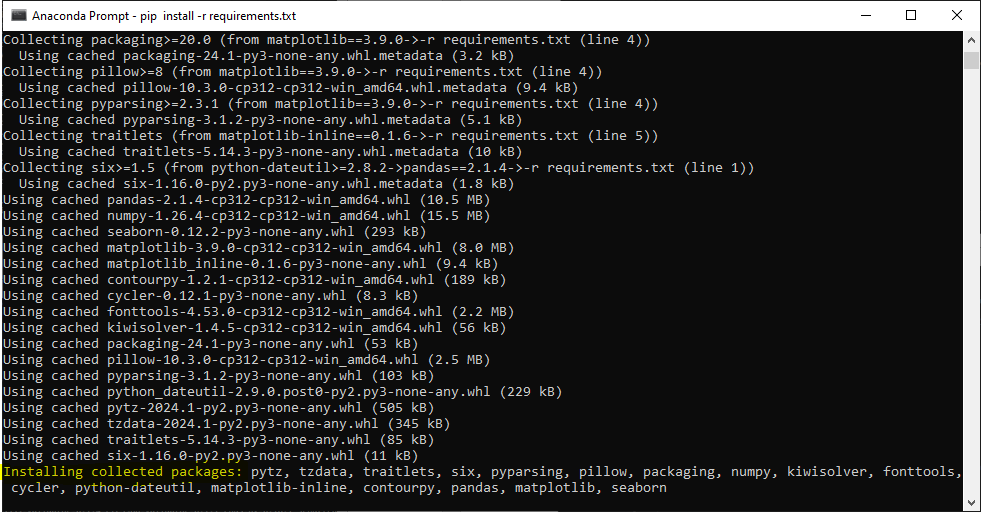 Anaconda Prompt - pip  install -r requirements.txt
Collecting packaging>=20.0 (from matplotlib==3.9.0->-r requirements.txt (line 4))
  Using cached packaging-24.1-py3-none-any.whl.metadata (3.2 kB)
Collecting pillow>=8 (from matplotlib==3.9.0->-r requirements.txt (line 4))
  Using cached pillow-10.3.0-cp312-cp312-win_amd64.whl.metadata (9.4 kB)
Collecting pyparsing>=2.3.1 (from matplotlib==3.9.0->-r requirements.txt (line 4))
  Using cached pyparsing-3.1.2-py3-none-any.whl.metadata (5.1 kB)
Collecting traitlets (from matplotlib-inline==0.1.6->-r requirements.txt (line 5))
  Using cached traitlets-5.14.3-py3-none-any.whl.metadata (10 kB)
Collecting six>=1.5 (from python-dateutil>=2.8.2->pandas==2.1.4->-r requirements.txt (line 1))
  Using cached six-1.16.0-py2.py3-none-any.whl.metadata (1.8 kB)
Using cached pandas-2.1.4-cp312-cp312-win_amd64.whl (10.5 MB)
Using cached numpy-1.26.4-cp312-cp312-win_amd64.whl (15.5 MB)
Using cached seaborn-0.12.2-py3-none-any.whl (293 kB)
Using cached matplotlib-3.9.0-cp312-cp312-win_amd64.whl (8.0 MB)
Using cached matplotlib_inline-0.1.6-py3-none-any.whl (9.4 kB)
Using cached contourpy-1.2.1-cp312-cp312-win_amd64.whl (189 kB)
Using cached cycler-0.12.1-py3-none-any.whl (8.3 kB)
Using cached fonttools-4.53.0-cp312-cp312-win_amd64.whl (2.2 MB)
Using cached kiwisolver-1.4.5-cp312-cp312-win_amd64.whl (56 kB)
Using cached packaging-24.1-py3-none-any.whl (53 kB)
Using cached pillow-10.3.0-cp312-cp312-win_amd64.whl (2.5 MB)
Using cached pyparsing-3.1.2-py3-none-any.whl (103 kB)
Using cached python_dateutil-2.9.0.post0-py2.py3-none-any.whl (229 kB)
Using cached pytz-2024.1-py2.py3-none-any.whl (505 kB)
Using cached tzdata-2024.1-py2.py3-none-any.whl (345 kB)
Using cached traitlets-5.14.3-py3-none-any.whl (85 kB)
Using cached six-1.16.0-py2.py3-none-any.whl (11 kB)
Installing collected packages: pytz, tzdata, traitlets, six, pyparsing, pillow, packaging, numpy, kiwisolver, fonttools,
 cycler, python-dateutil, matplotlib-inline, contourpy, pandas, matplotlib, seaborn